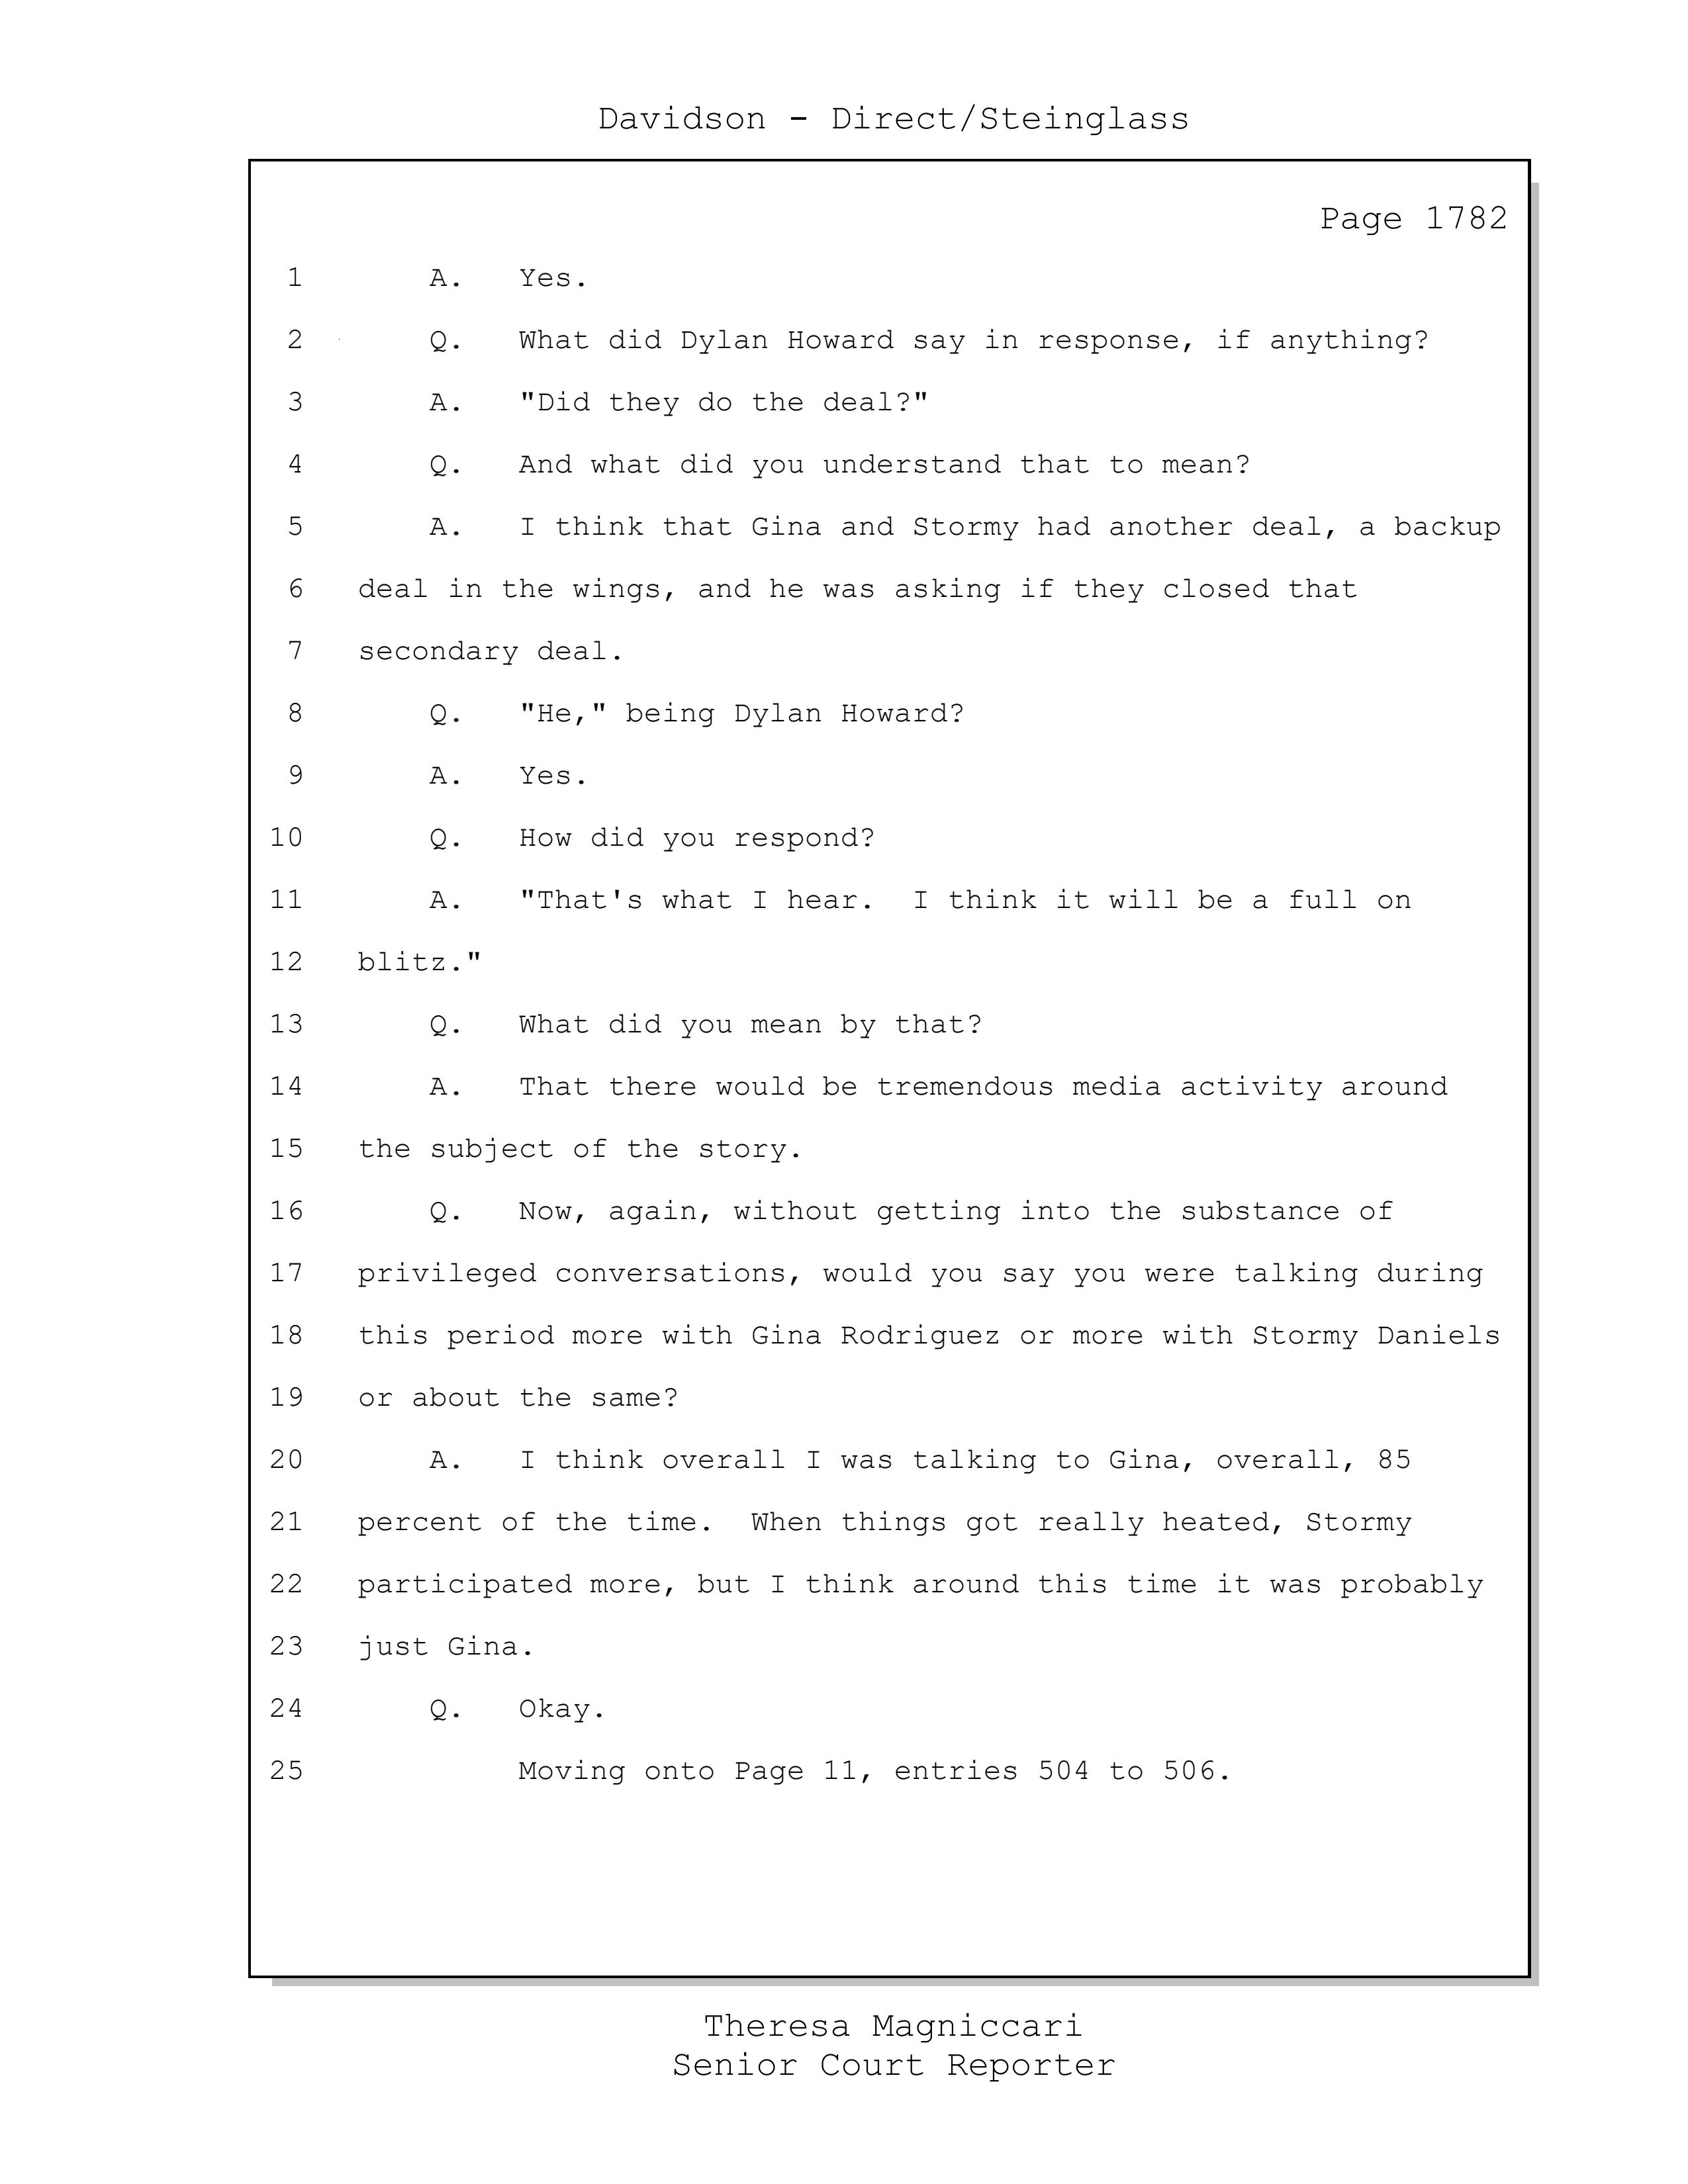 Davidson - Direct/Steinglass
Page 1782
1 A. Yes.
2 Q. What did Dylan Howard say in response, if anything?
3 A. "Did they do the deal?"
4 Q. And what did you understand that to mean?
5 A. I think that Gina and Stormy had another deal, a backup
6 deal in the wings, and he was asking if they closed that
7 secondary deal.
8 Q. "He," being Dylan Howard?
9 A. Yes.
10 Q. How did you respond?
11 A. "That's what I hear. I think it will be a full on
12 blitz."
13 Q. What did you mean by that?
14 A. That there would be tremendous media activity around
15 the subject of the story.
16 Q. Now, again, without getting into the substance of
17 privileged conversations, would you say you were talking during
18 this period more with Gina Rodriguez or more with Stormy Daniels
19 or about the same?
20 A. I think overall I was talking to Gina, overall, 85
21 percent of the time. When things got really heated, Stormy
22 participated more, but I think around this time it was probably
23 just Gina.
24 Q. Okay.
25 Moving onto Page 11, entries 504 to 506.
Theresa Magniccari
Senior Court Reporter